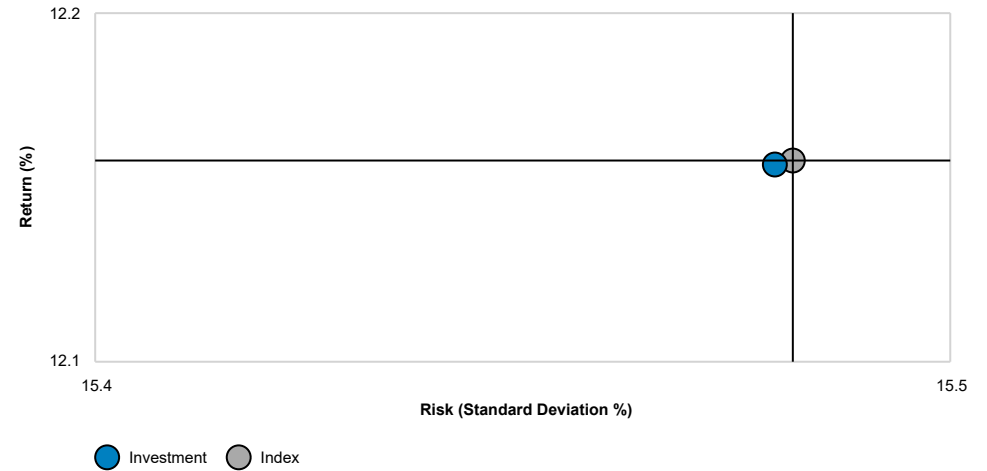 12.2
Return (%)
12.1
15.4
15.5
Risk (Standard Deviation %)
Investment
Index